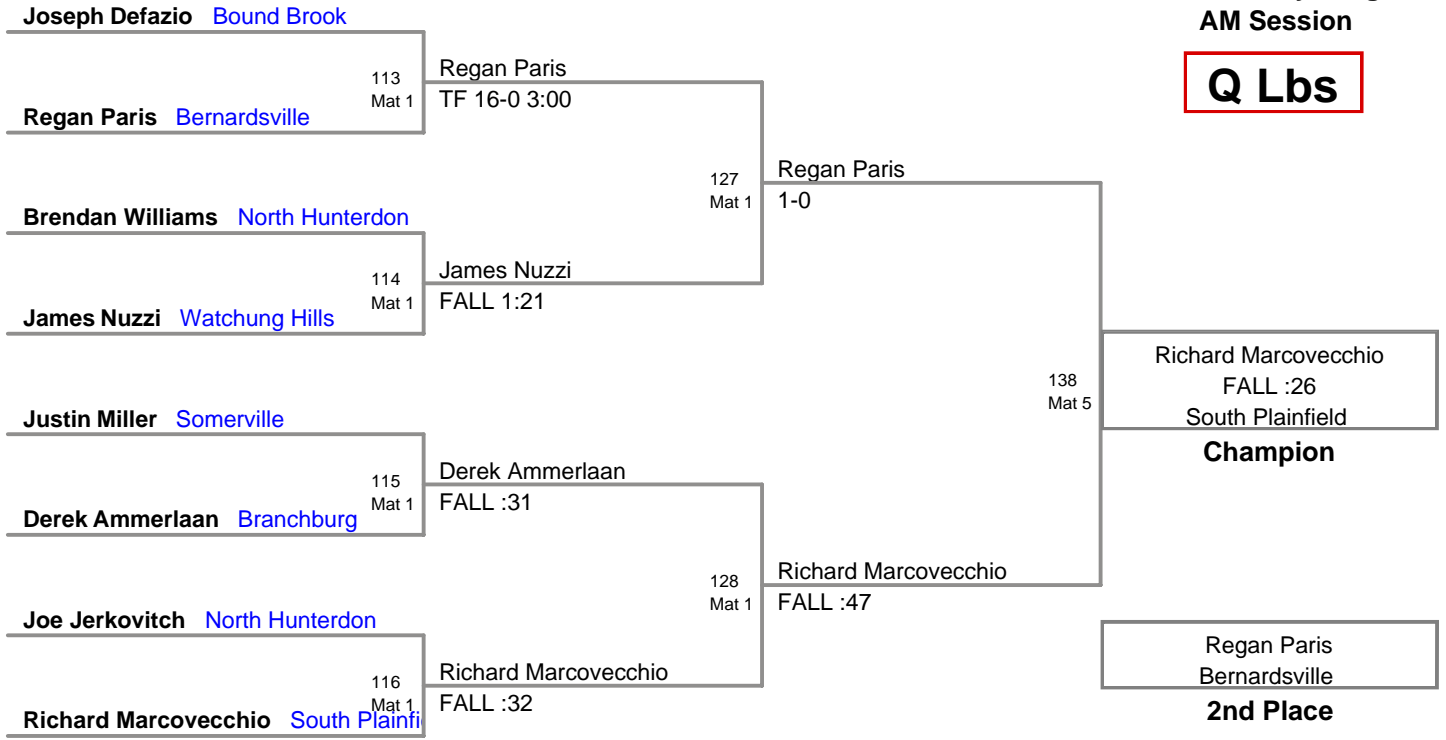 Joseph Defazio Bound Brook
AM Session
Q Lbs
113
Mat 1
Regan Paris
TF 16-0 3:00
Regan Paris Bernardsville
127
Mat 1
Regan Paris
1-0
Brendan Williams North Hunterdon
114
Mat 1
James Nuzzi
FALL 1:21
James Nuzzi Watchung Hills
138
Mat 5
Richard Marcovecchio
FALL :26
South Plainfield
Champion
Justin Miller Somerville
115
Mat 1
Derek Ammerlaan
FALL :31
Derek Ammerlaan Branchburg
128
Mat 1
Richard Marcovecchio
FALL :47
Joe Jerkovitch North Hunterdon
116
Mat 1
Richard Marcovecchio
FALL :32
Richard Marcovecchio South Plainfi
Regan Paris
Bernardsville
2nd Place